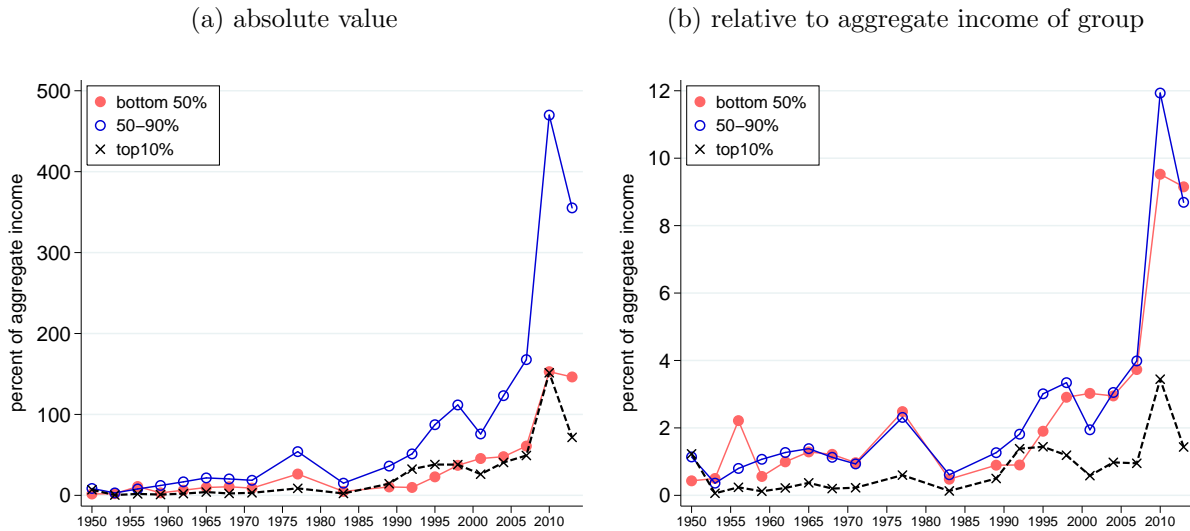 (a) absolute value
percent of aggregate income
500
400
300
200
100
0
bottom 50%
50–90%
top10%
1950 1955 1960 1965 1970 1975 1980 1985 1990 1995 2000 2005 2010
(b) relative to aggregate income of group
percent of aggregate income
12
10
8
6
4
2
0
bottom 50%
50–90%
top10%
1950 1955 1960 1965 1970 1975 1980 1985 1990 1995 2000 2005 2010